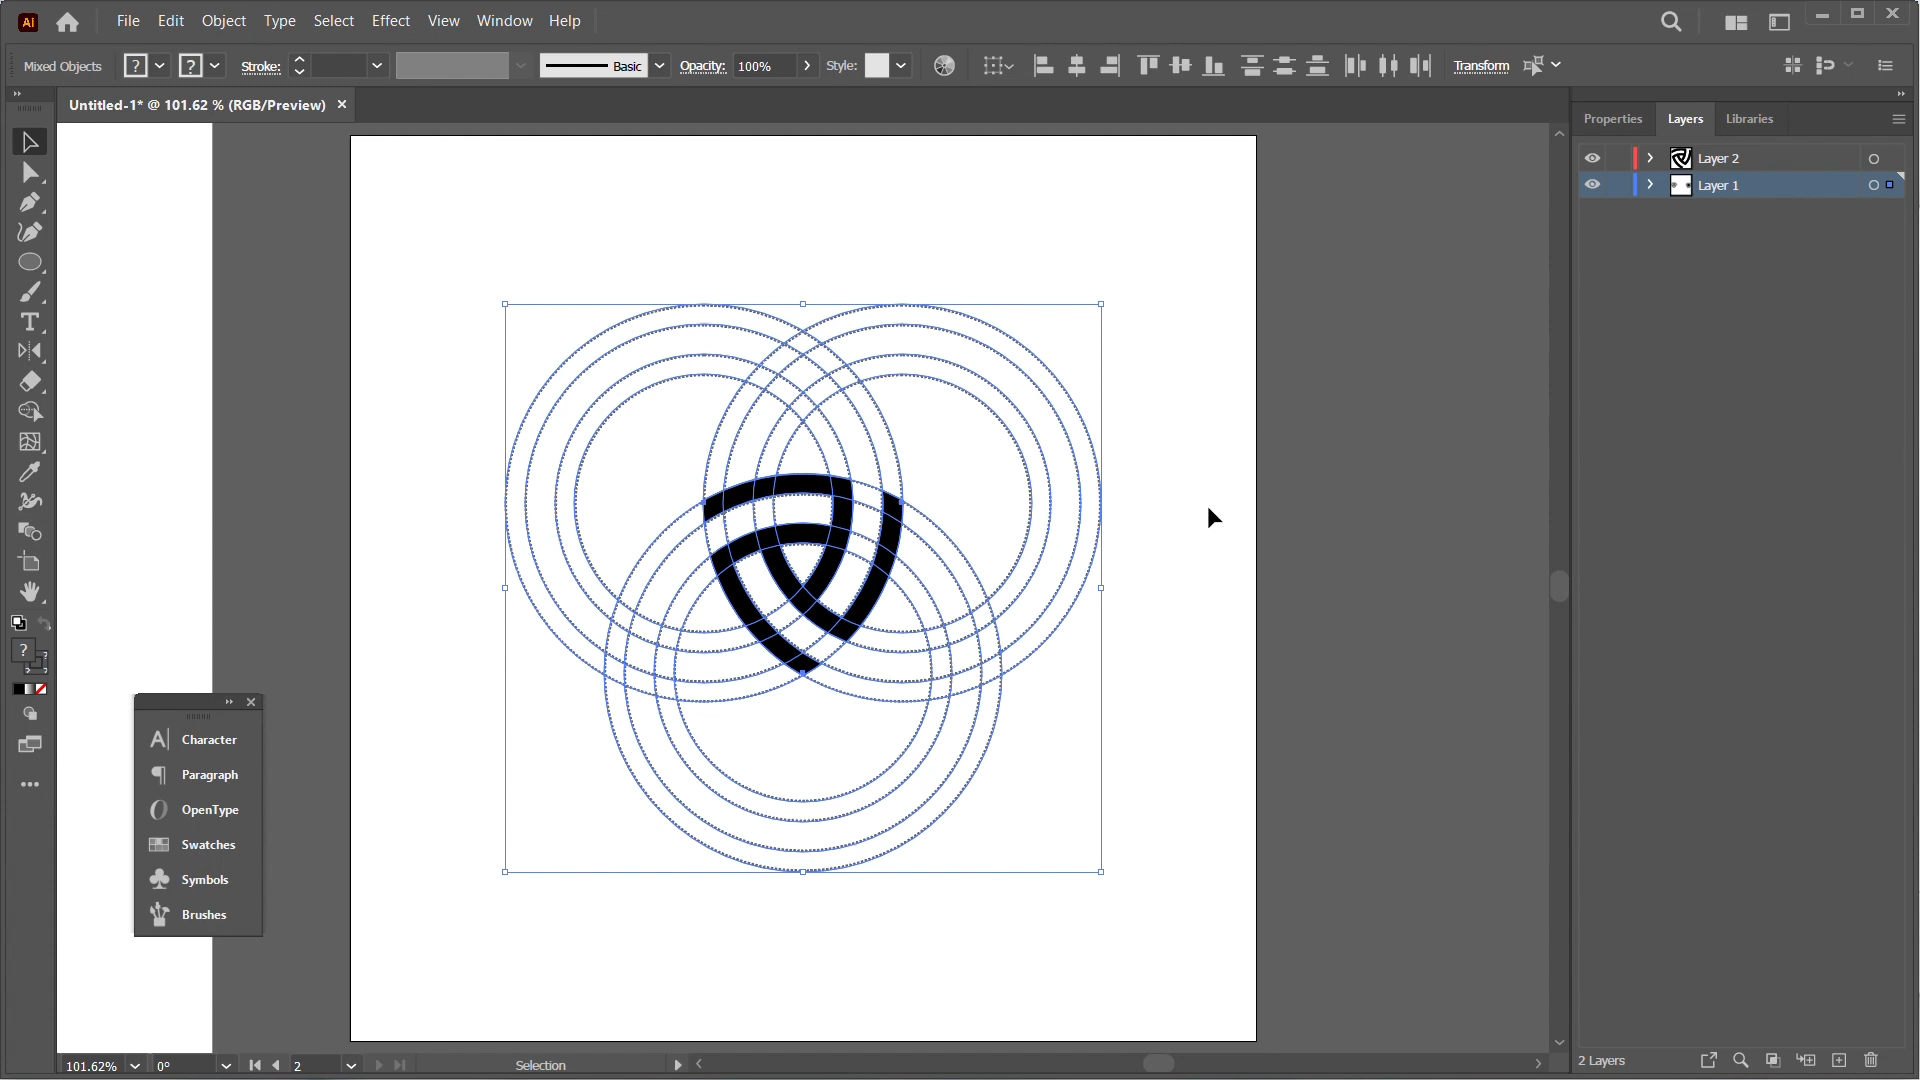 Ai File Edit Object Type Select Effect View Window Help
Mixed Objects ? ? Stroke: Basic Opacity: 100% Style: Transform
Untitled-1* @ 101.62 % (RGB/Preview)
Properties Layers Libraries
Layer 2
Layer 1
?
Character
Paragraph
OpenType
Swatches
Symbols
Brushes
101.62% 0° 2 Selection
2 Layers